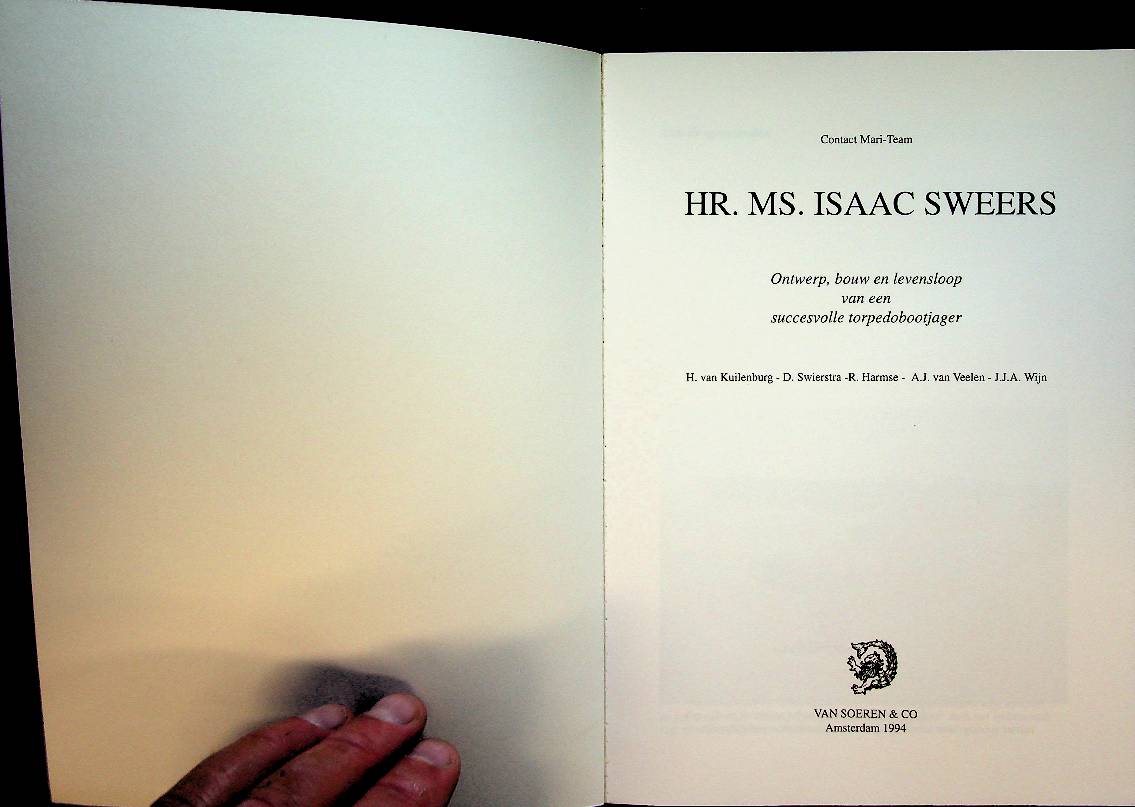 Contact Mari-Team
HR. MS. ISAAC SWEERS
Ontwerp, bouw en levensloop
van een
succesvolle torpedobootjager
H. van Kuilenburg - D. Swierstra -R. Harmse - A.J. van Veelen - J.J.A. Wijn
VAN SOEREN & CO
Amsterdam 1994